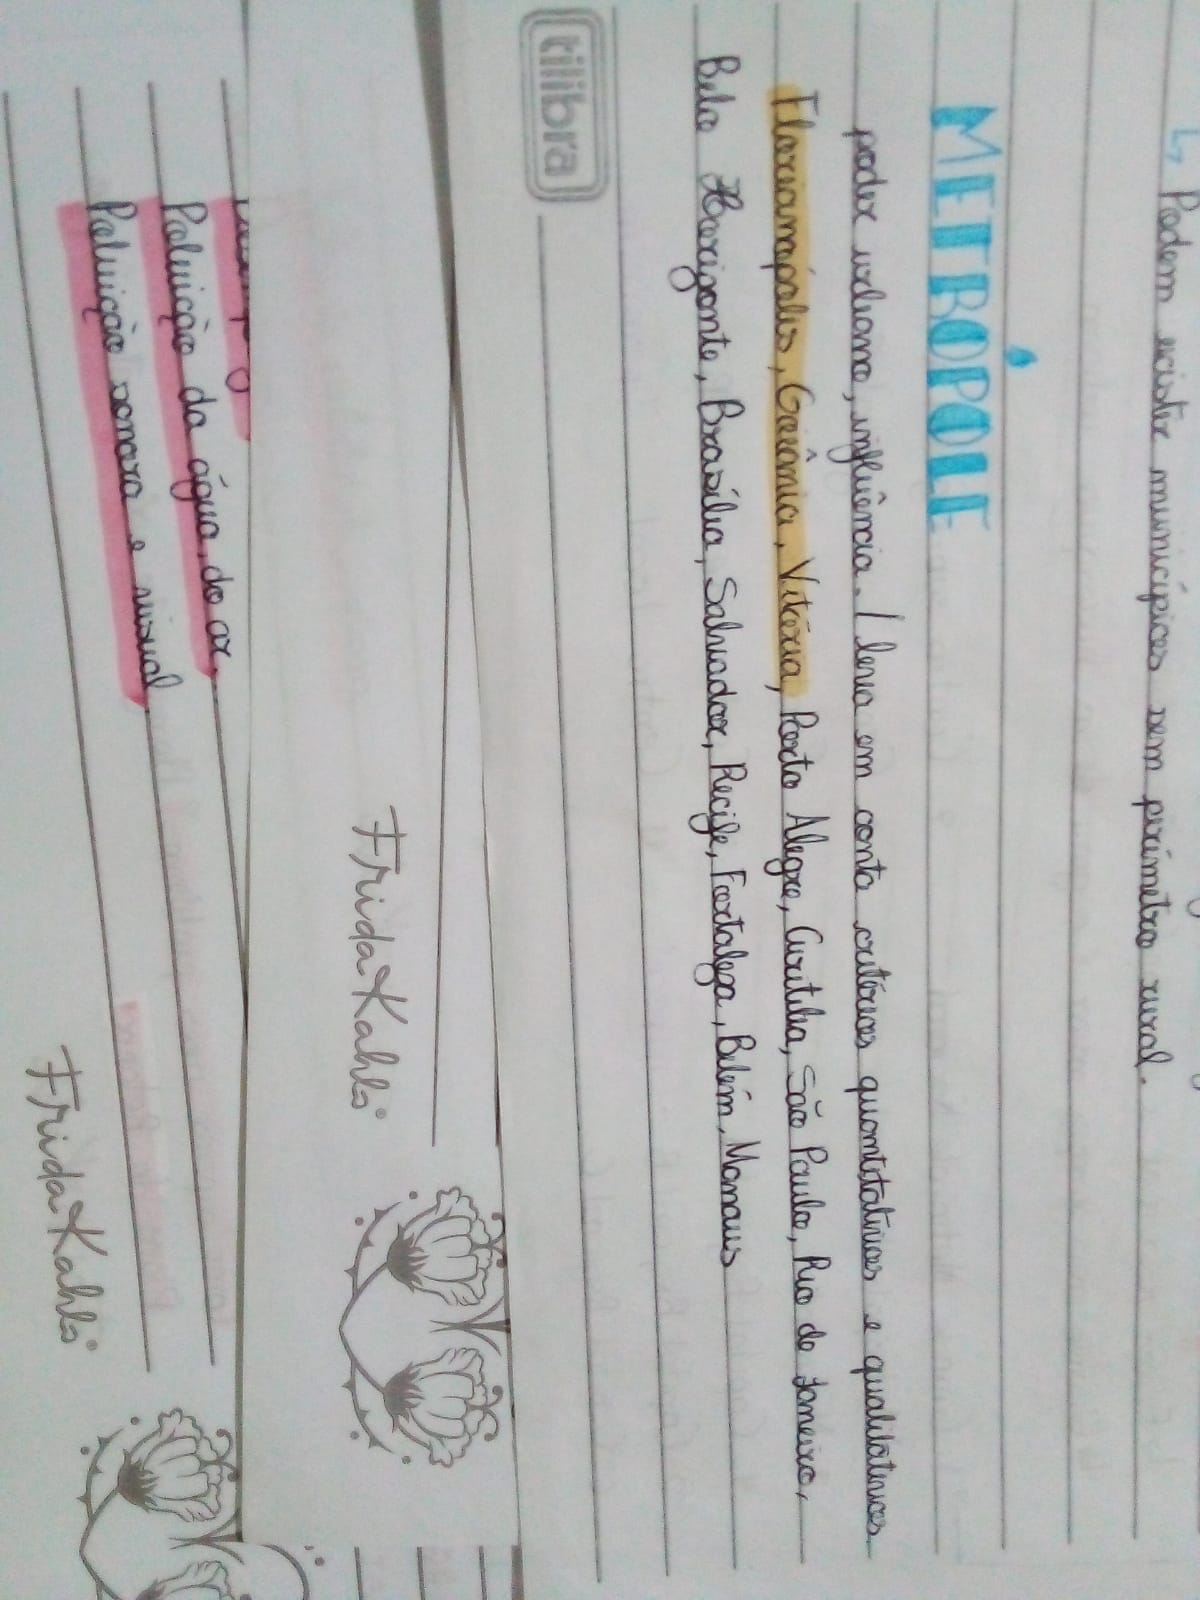 ↳ Podem existir municípios sem perímetro rural.
METRÓPOLE
poder urbano, influência. / leva em conta critérios quantitativos e qualitativos
Florianópolis, Goiânia, Vitória, Porto Alegre, Curitiba, São Paulo, Rio de Janeiro,
Belo Horizonte, Brasília, Salvador, Recife, Fortaleza, Belém, Manaus
tilibra
Frida Kahlo
Poluição da água, do ar.
Poluição sonora e visual.
Frida Kahlo